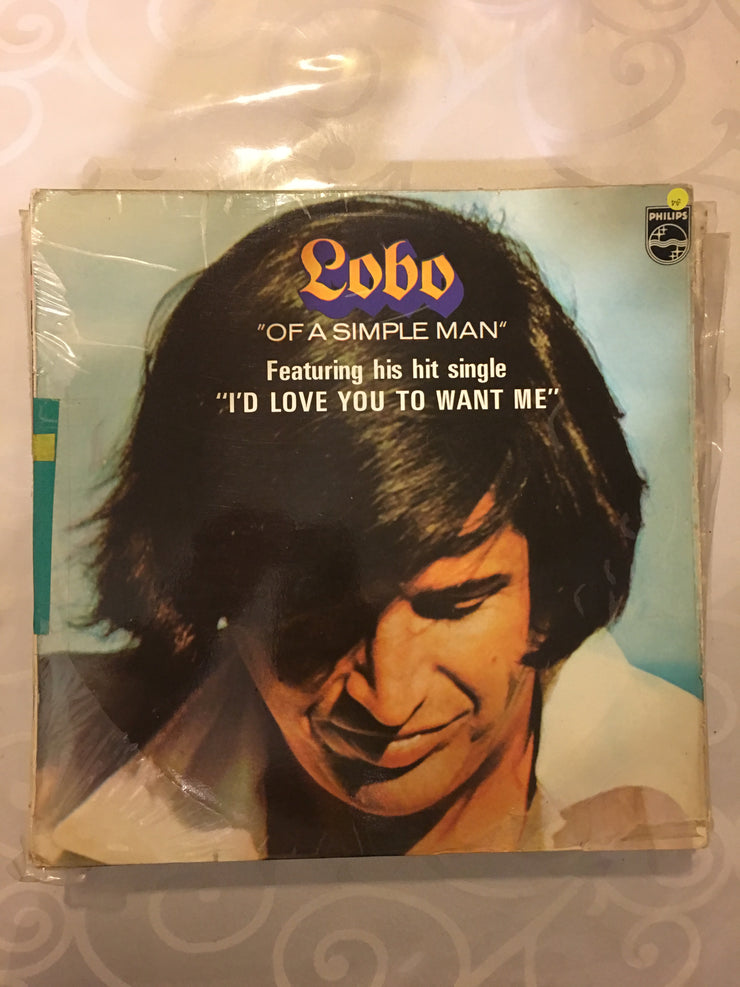 Lobo
"OF A SIMPLE MAN"
Featuring his hit single
"I'D LOVE YOU TO WANT ME"
PHILIPS